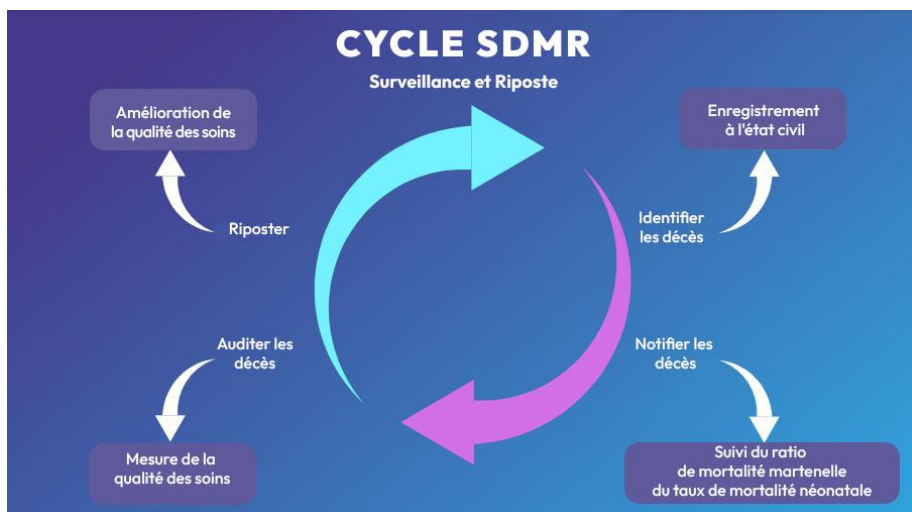 CYCLE SDMR
Surveillance et Riposte
Amélioration de
la qualité des soins
Enregistrement
à l'état civil
Riposter
Identifier
les décès
Auditer les
décès
Notifier les
décès
Mesure de la
qualité des soins
Suivi du ratio
de mortalité martenelle
du taux de mortalité néonatale